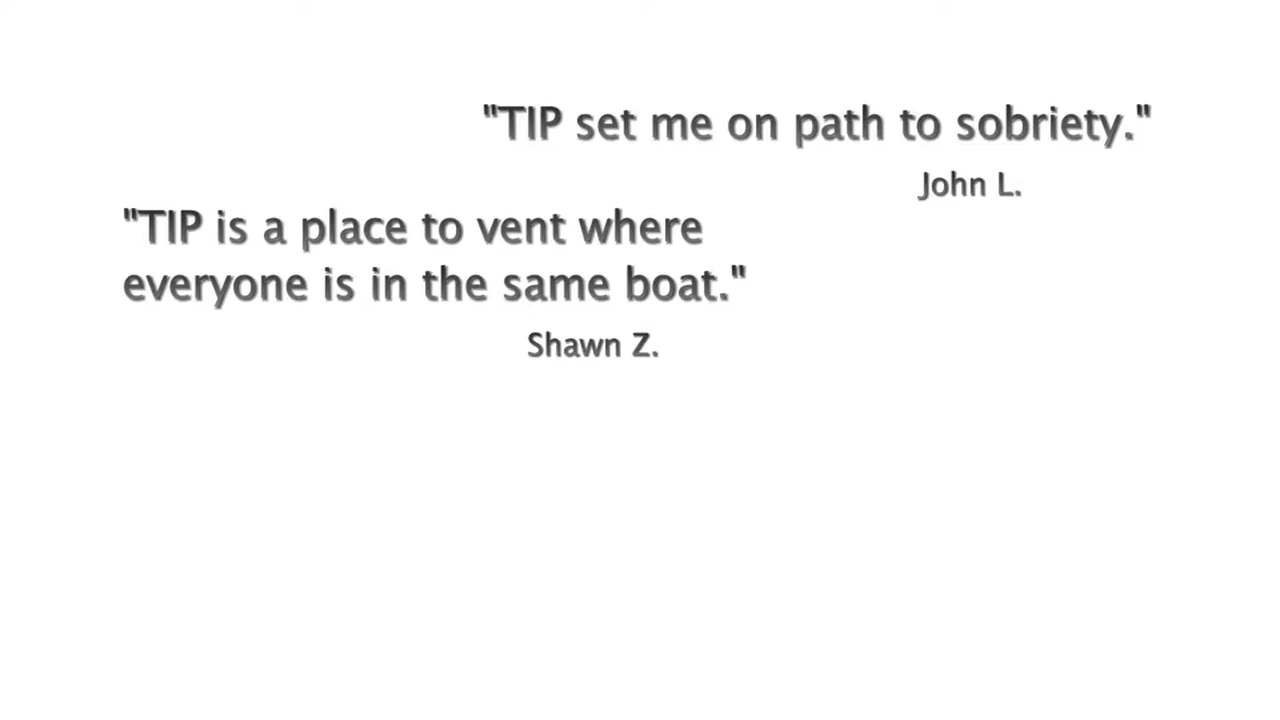 "TIP set me on path to sobriety."
John L.
"TIP is a place to vent where
everyone is in the same boat."
Shawn Z.